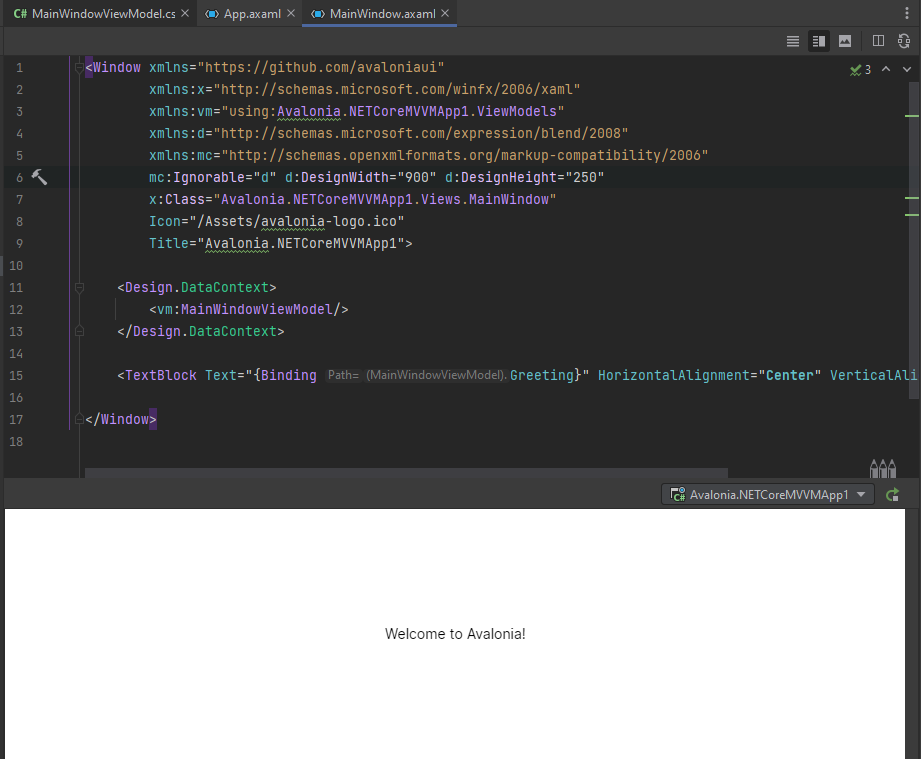 C# MainWindowViewModel.cs App.axaml MainWindow.axaml
3
1 <Window xmlns="https://github.com/avaloniaui"
2 xmlns:x="http://schemas.microsoft.com/winfx/2006/xaml"
3 xmlns:vm="using:Avalonia.NETCoreMVVMApp1.ViewModels"
4 xmlns:d="http://schemas.microsoft.com/expression/blend/2008"
5 xmlns:mc="http://schemas.openxmlformats.org/markup-compatibility/2006"
6 mc:Ignorable="d" d:DesignWidth="900" d:DesignHeight="250"
7 x:Class="Avalonia.NETCoreMVVMApp1.Views.MainWindow"
8 Icon="/Assets/avalonia-logo.ico"
9 Title="Avalonia.NETCoreMVVMApp1">
10
11 <Design.DataContext>
12 <vm:MainWindowViewModel/>
13 </Design.DataContext>
14
15 <TextBlock Text="{Binding Path= (MainWindowViewModel).Greeting}" HorizontalAlignment="Center" VerticalAli
16
17 </Window>
18
C# Avalonia.NETCoreMVVMApp1
Welcome to Avalonia!